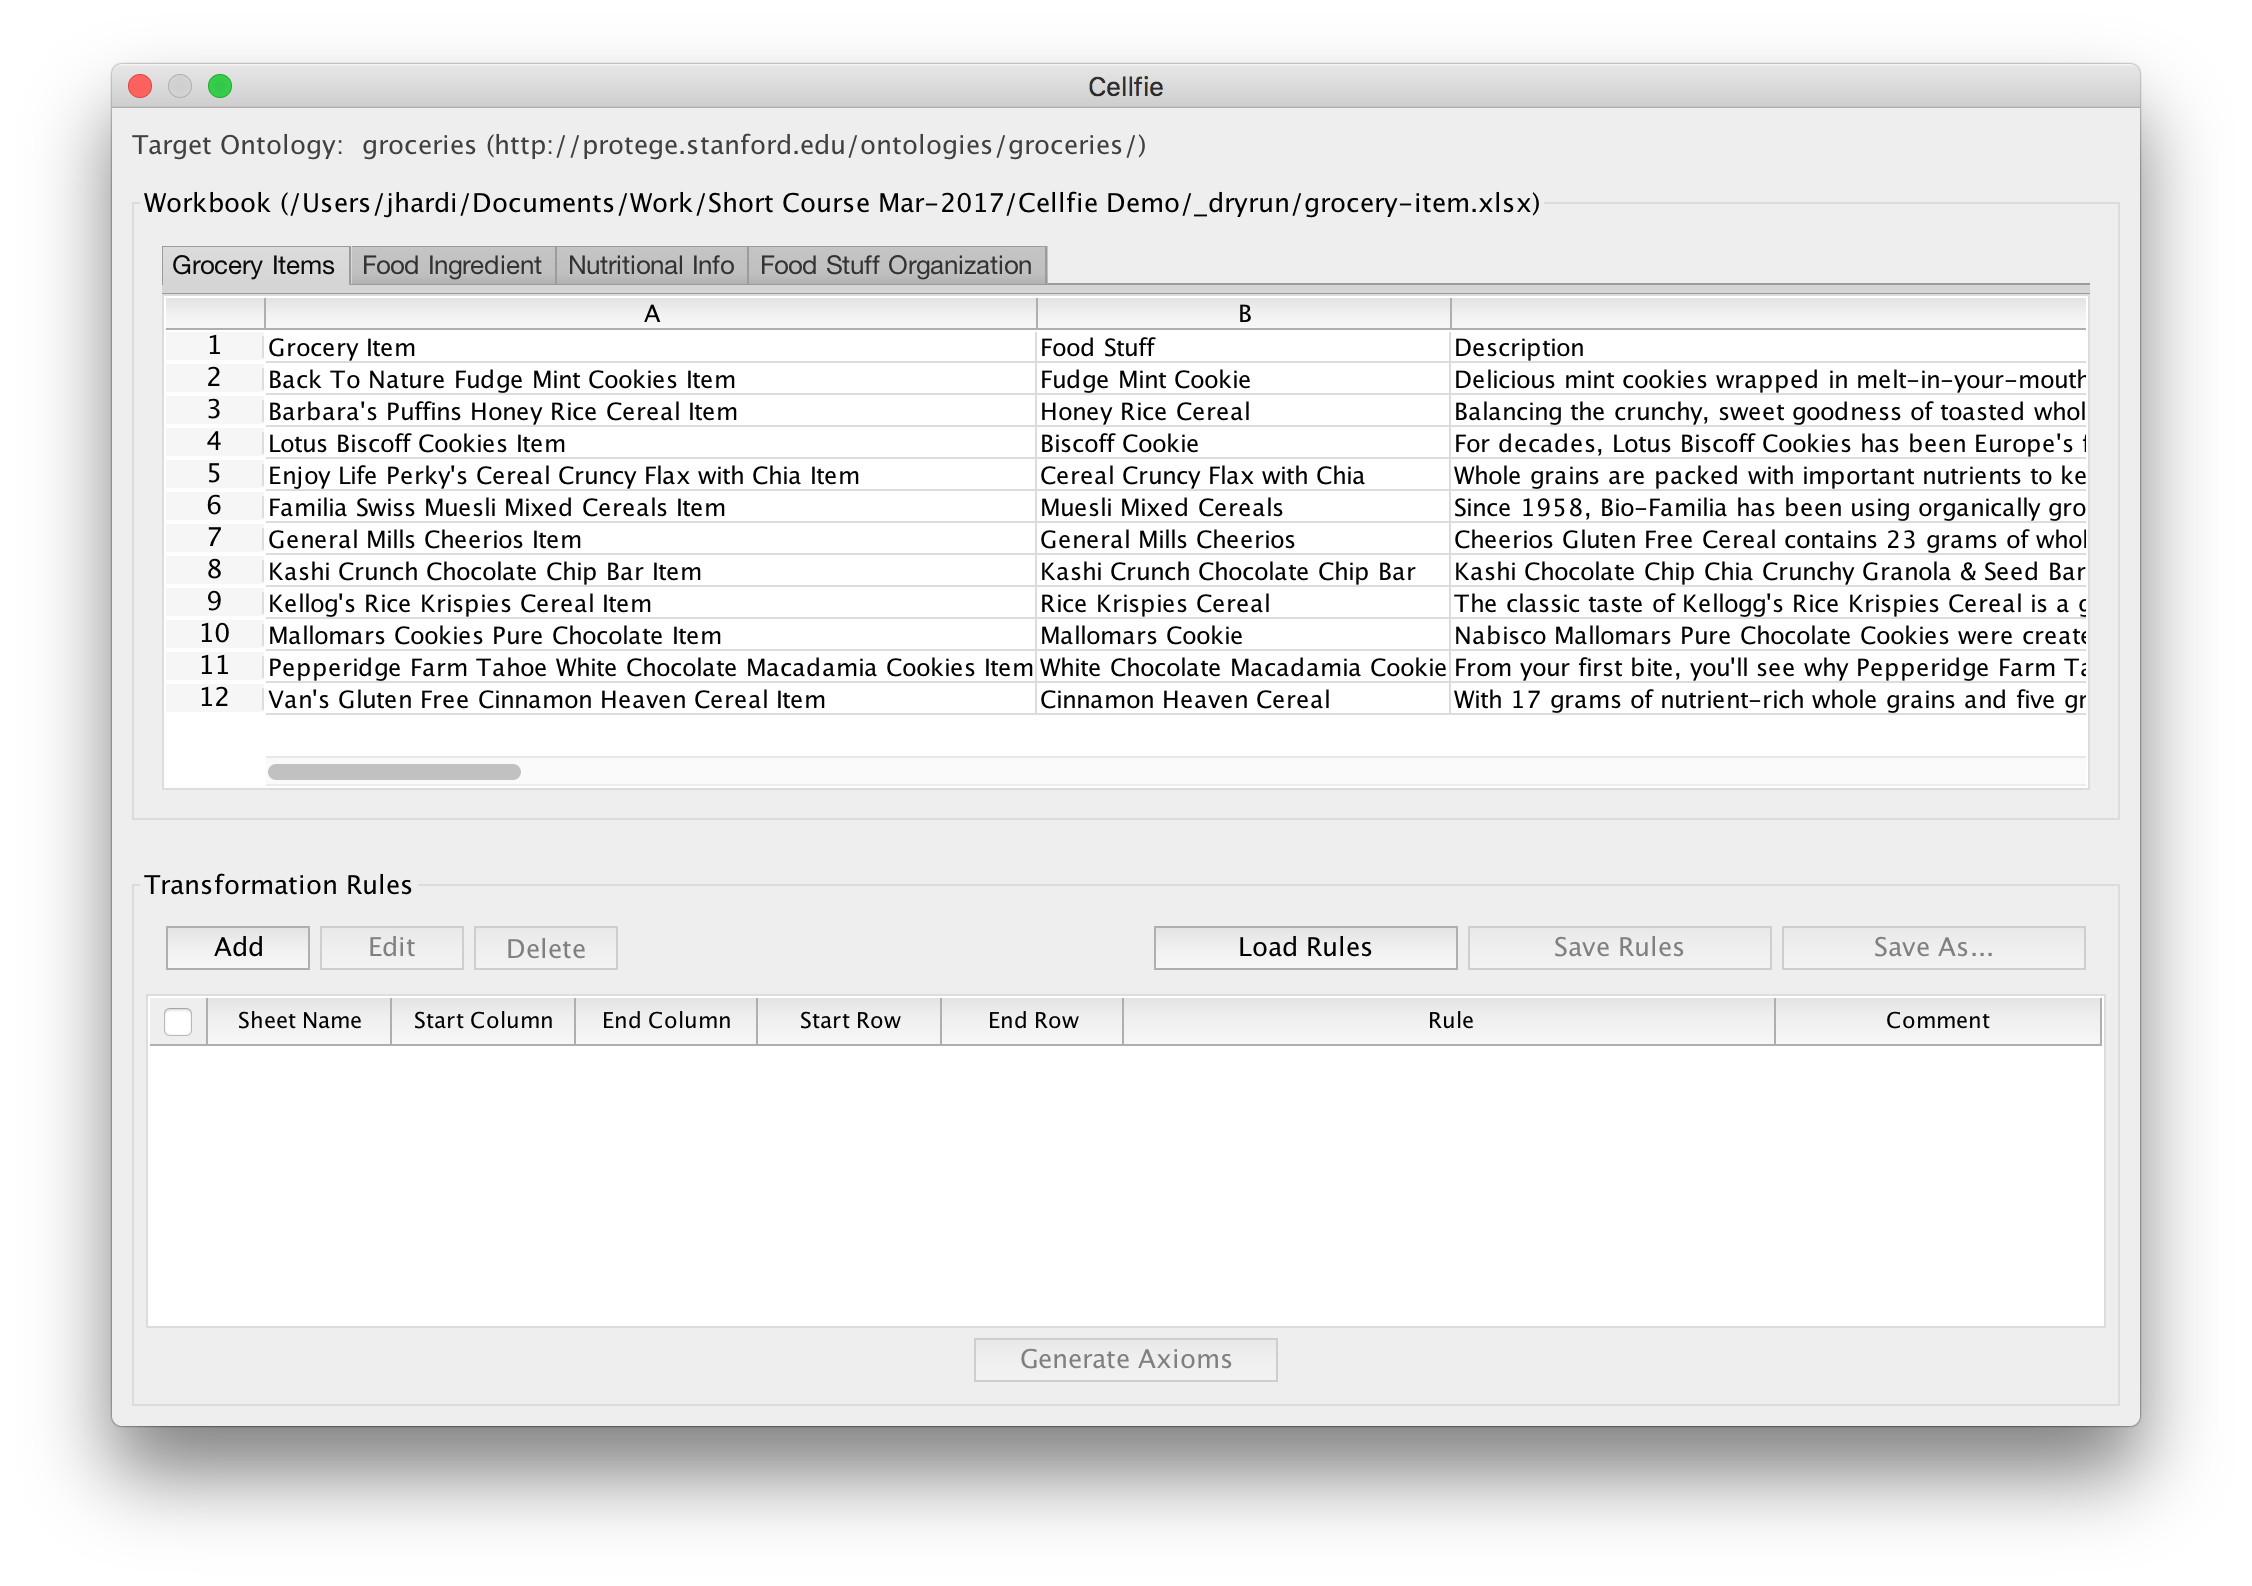 Cellfie
Target Ontology: groceries (http://protege.stanford.edu/ontologies/groceries/)
Workbook (/Users/jhardi/Documents/Work/Short Course Mar-2017/Cellfie Demo/_dryrun/grocery-item.xlsx)
Grocery Items Food Ingredient Nutritional Info Food Stuff Organization
A B
1 Grocery Item Food Stuff Description
2 Back To Nature Fudge Mint Cookies Item Fudge Mint Cookie Delicious mint cookies wrapped in melt-in-your-mouth
3 Barbara's Puffins Honey Rice Cereal Item Honey Rice Cereal Balancing the crunchy, sweet goodness of toasted whol
4 Lotus Biscoff Cookies Item Biscoff Cookie For decades, Lotus Biscoff Cookies has been Europe's f
5 Enjoy Life Perky's Cereal Cruncy Flax with Chia Item Cereal Cruncy Flax with Chia Whole grains are packed with important nutrients to ke
6 Familia Swiss Muesli Mixed Cereals Item Muesli Mixed Cereals Since 1958, Bio-Familia has been using organically gro
7 General Mills Cheerios Item General Mills Cheerios Cheerios Gluten Free Cereal contains 23 grams of whol
8 Kashi Crunch Chocolate Chip Bar Item Kashi Crunch Chocolate Chip Bar Kashi Chocolate Chip Chia Crunchy Granola & Seed Bar
9 Kellog's Rice Krispies Cereal Item Rice Krispies Cereal The classic taste of Kellogg's Rice Krispies Cereal is a g
10 Mallomars Cookies Pure Chocolate Item Mallomars Cookie Nabisco Mallomars Pure Chocolate Cookies were create
11 Pepperidge Farm Tahoe White Chocolate Macadamia Cookies Item White Chocolate Macadamia Cookie From your first bite, you'll see why Pepperidge Farm Ta
12 Van's Gluten Free Cinnamon Heaven Cereal Item Cinnamon Heaven Cereal With 17 grams of nutrient-rich whole grains and five gr
Transformation Rules
Add Edit Delete Load Rules Save Rules Save As...
Sheet Name Start Column End Column Start Row End Row Rule Comment
Generate Axioms